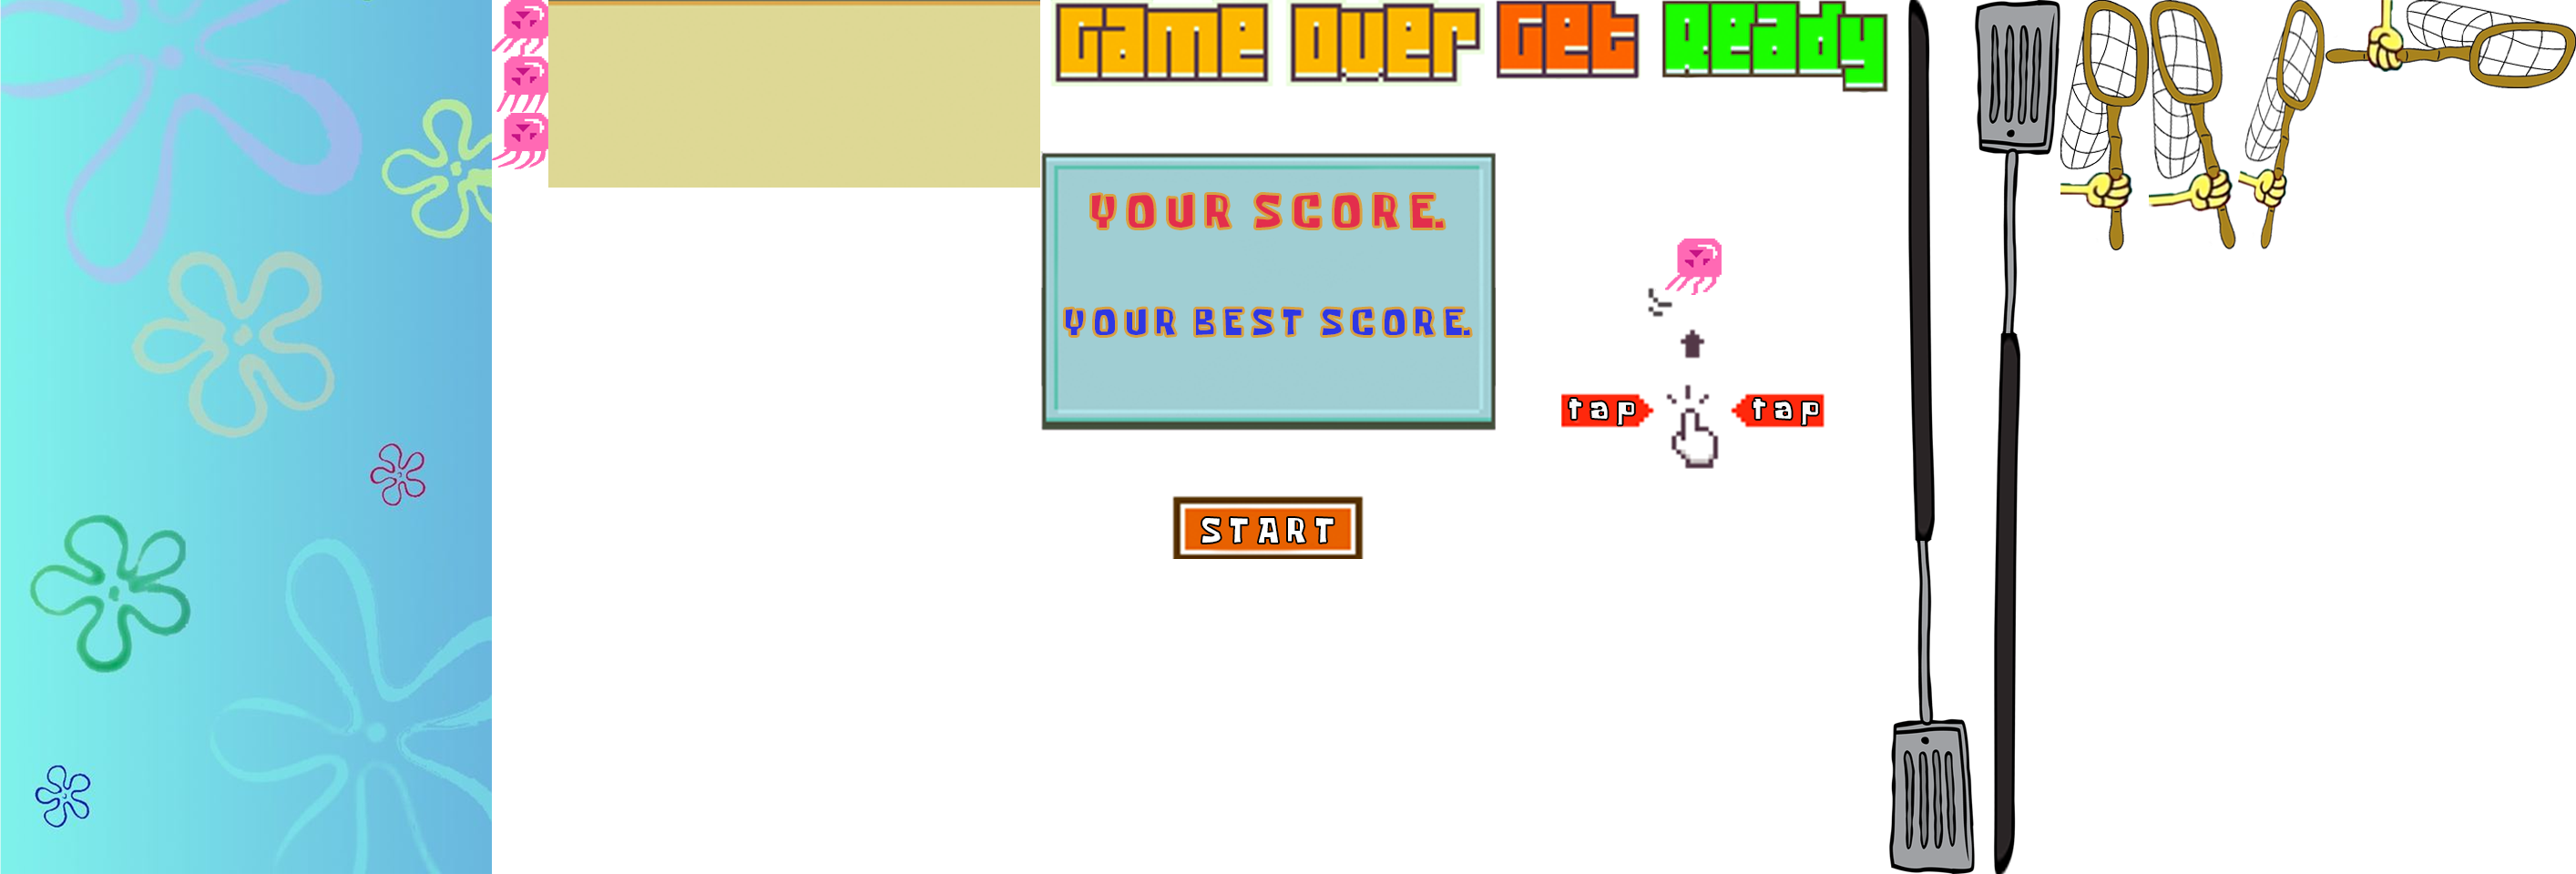 Game Over
Get Ready
YOUR SCORE.
YOUR BEST SCORE.
tap
tap
START